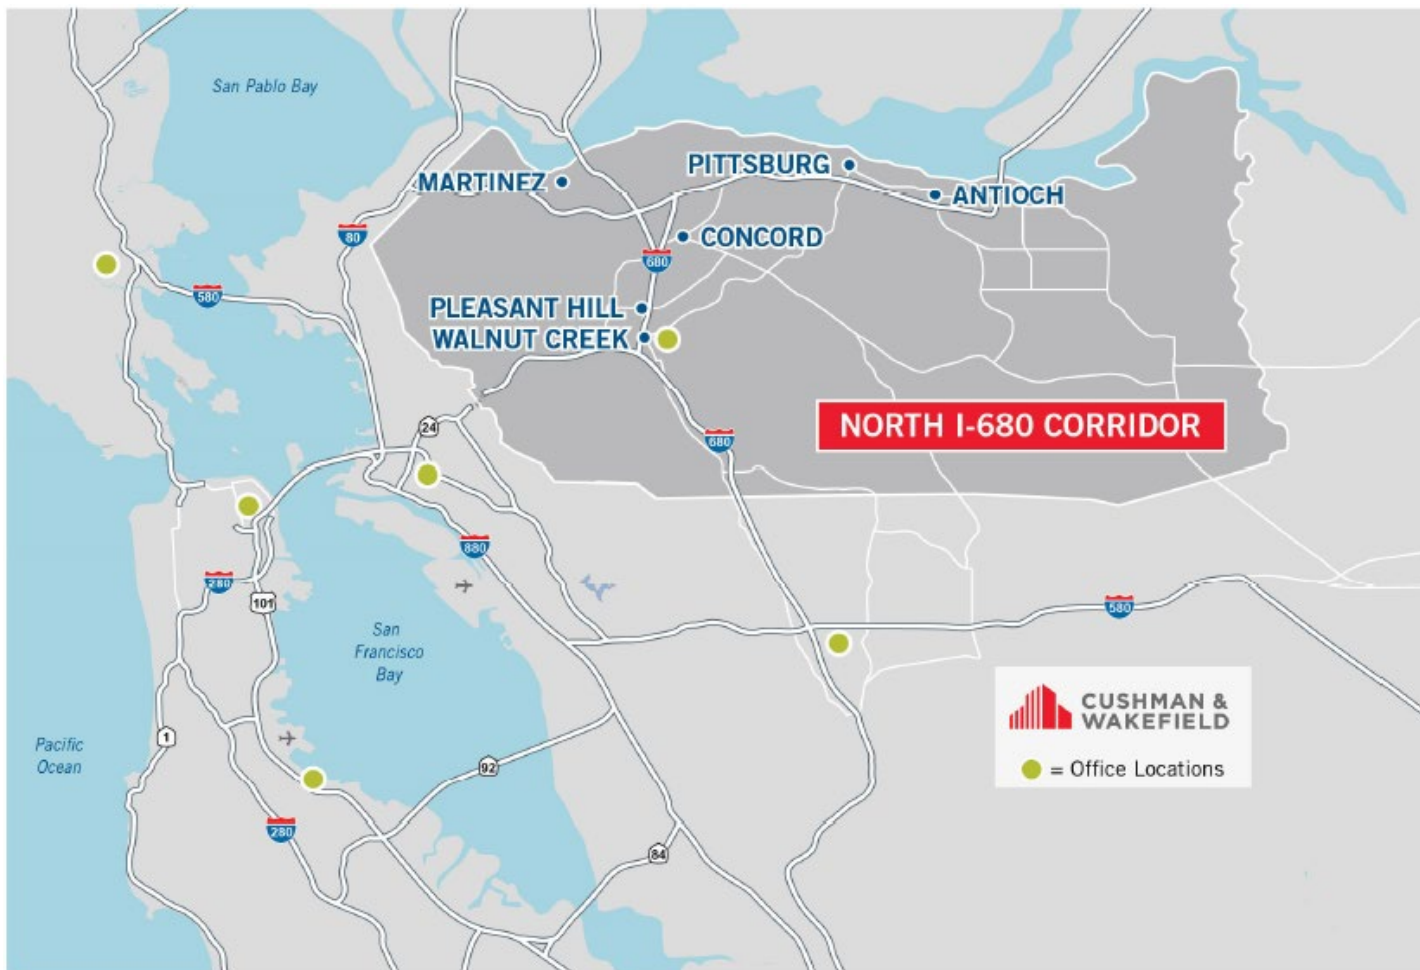 San Pablo Bay
PITTSBURG
MARTINEZ
ANTIOCH
80
CONCORD
680
580
PLEASANT HILL
WALNUT CREEK
NORTH I-680 CORRIDOR
24
680
880
280
101
580
San
Francisco
Bay
CUSHMAN &
WAKEFIELD
= Office Locations
1
Pacific
Ocean
92
280
84